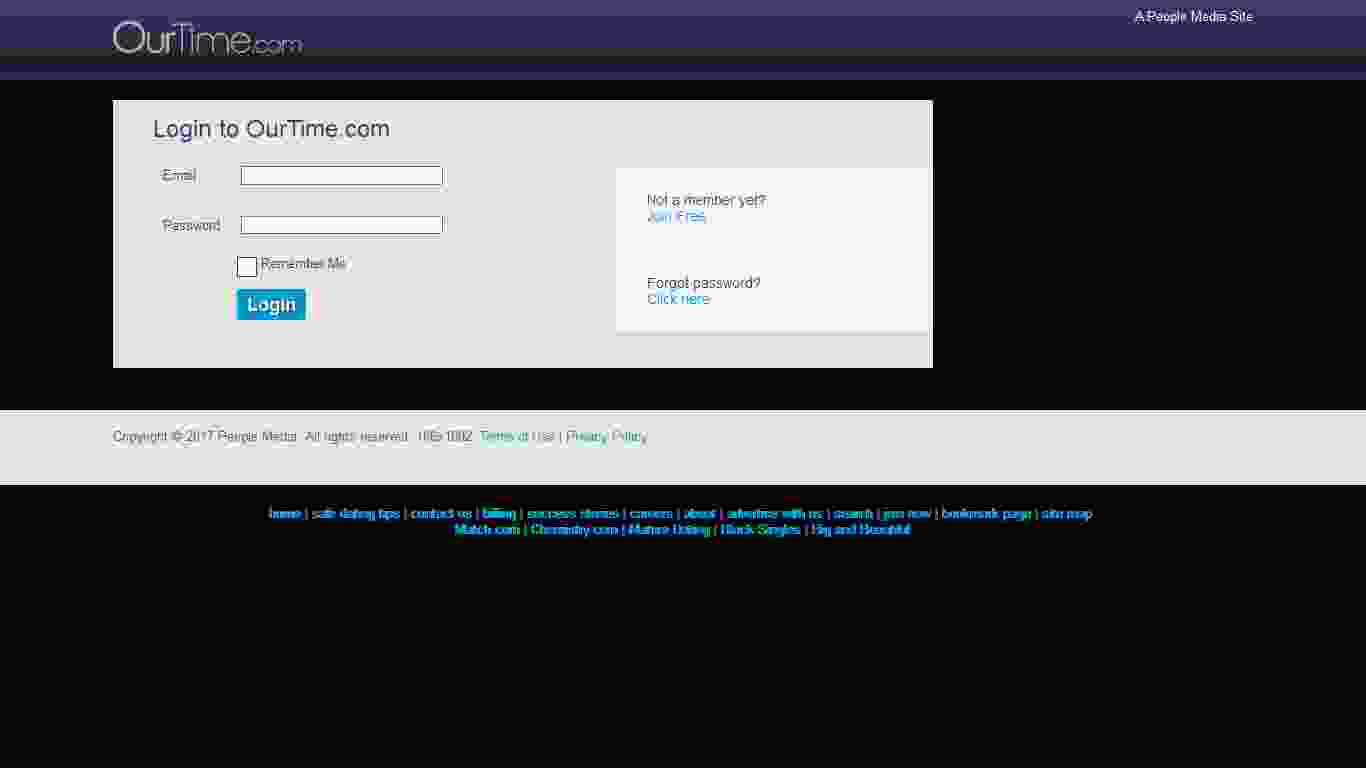 A People Media Site
OurTime.com
Login to OurTime.com
Email
Password
Remember Me
Login
Not a member yet?
Join Free
Forgot password?
Click here
Copyright © 2017 People Media. All rights reserved. Terms of Use | Privacy Policy
home | safe dating tips | contact us | billing | success stories | careers | about | advertise with us | search | join now | bookmark page | site map
Match.com | Chemistry.com | Mature Dating | Black Singles | Big and Beautiful